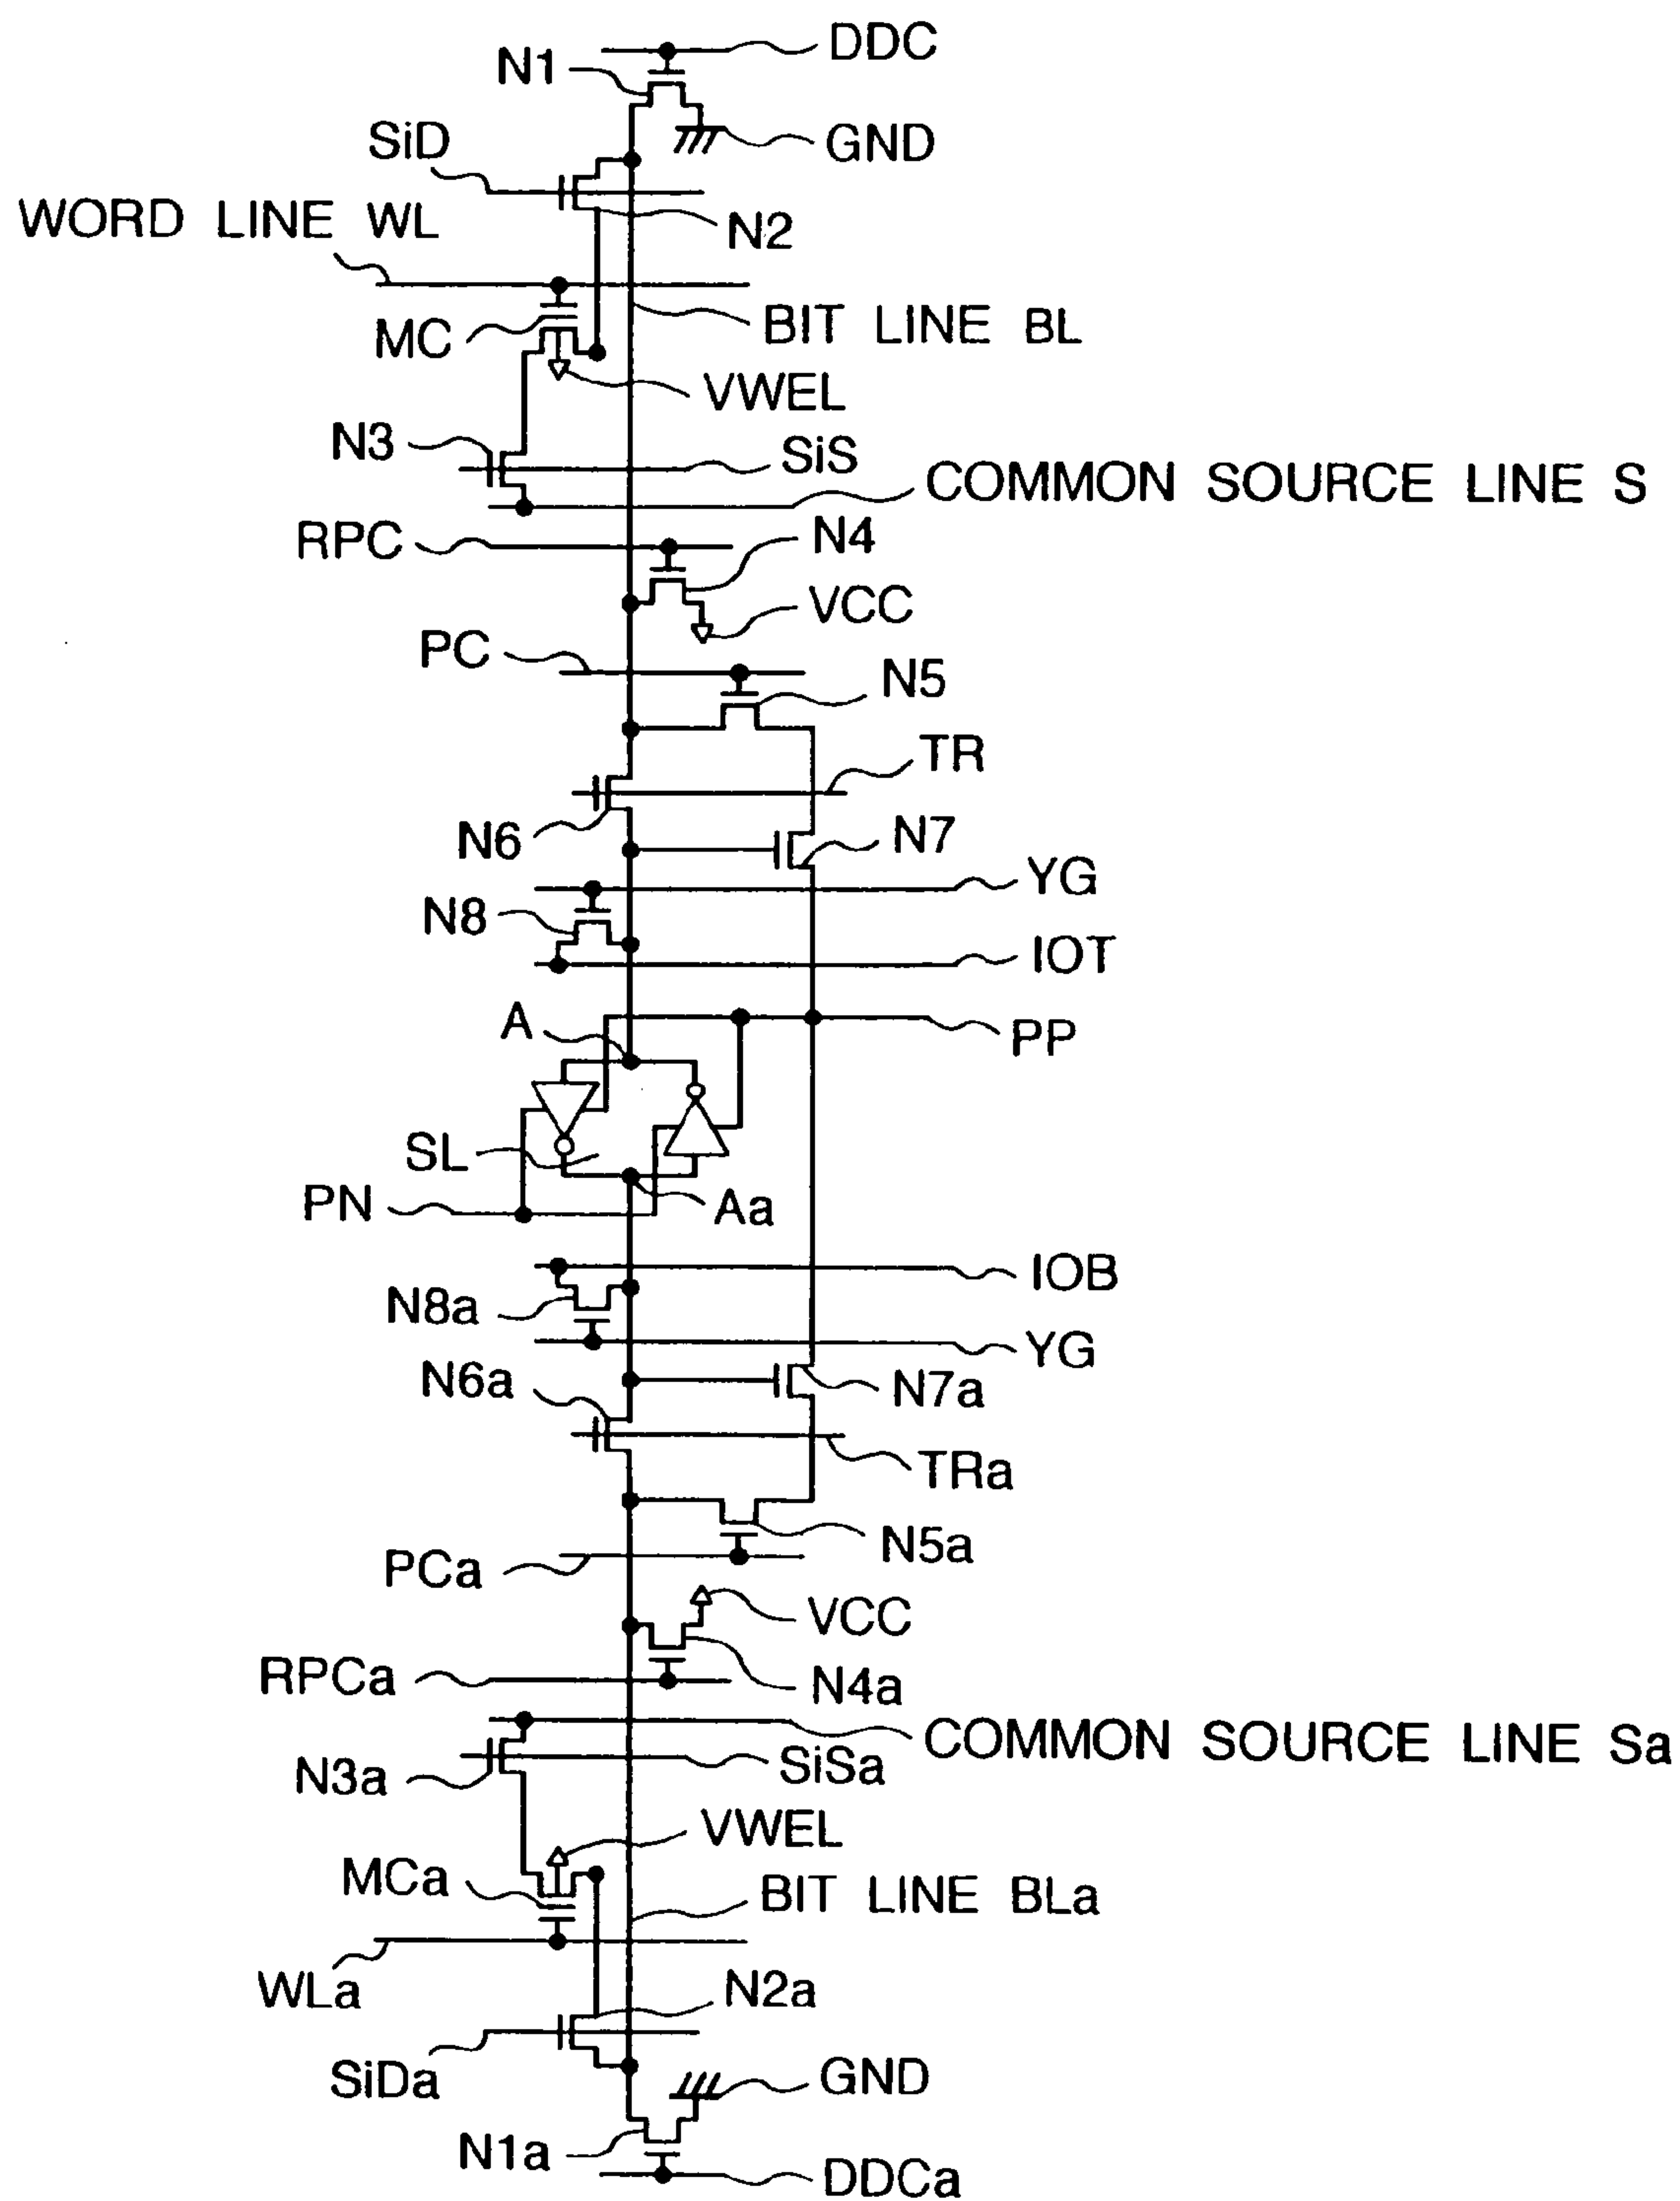 DDC
N1
GND
SiD
N2
WORD LINE WL
BIT LINE BL
MC
VWEL
N3
SiS
COMMON SOURCE LINE S
RPC
N4
VCC
PC
N5
TR
N6
N7
YG
N8
IOT
A
PP
SL
PN
Aa
IOB
N8a
YG
N6a
N7a
TRa
N5a
PCa
VCC
RPCa
N4a
COMMON SOURCE LINE Sa
N3a
SiSa
VWEL
MCa
BIT LINE BLa
WLa
N2a
SiDa
GND
N1a
DDCa